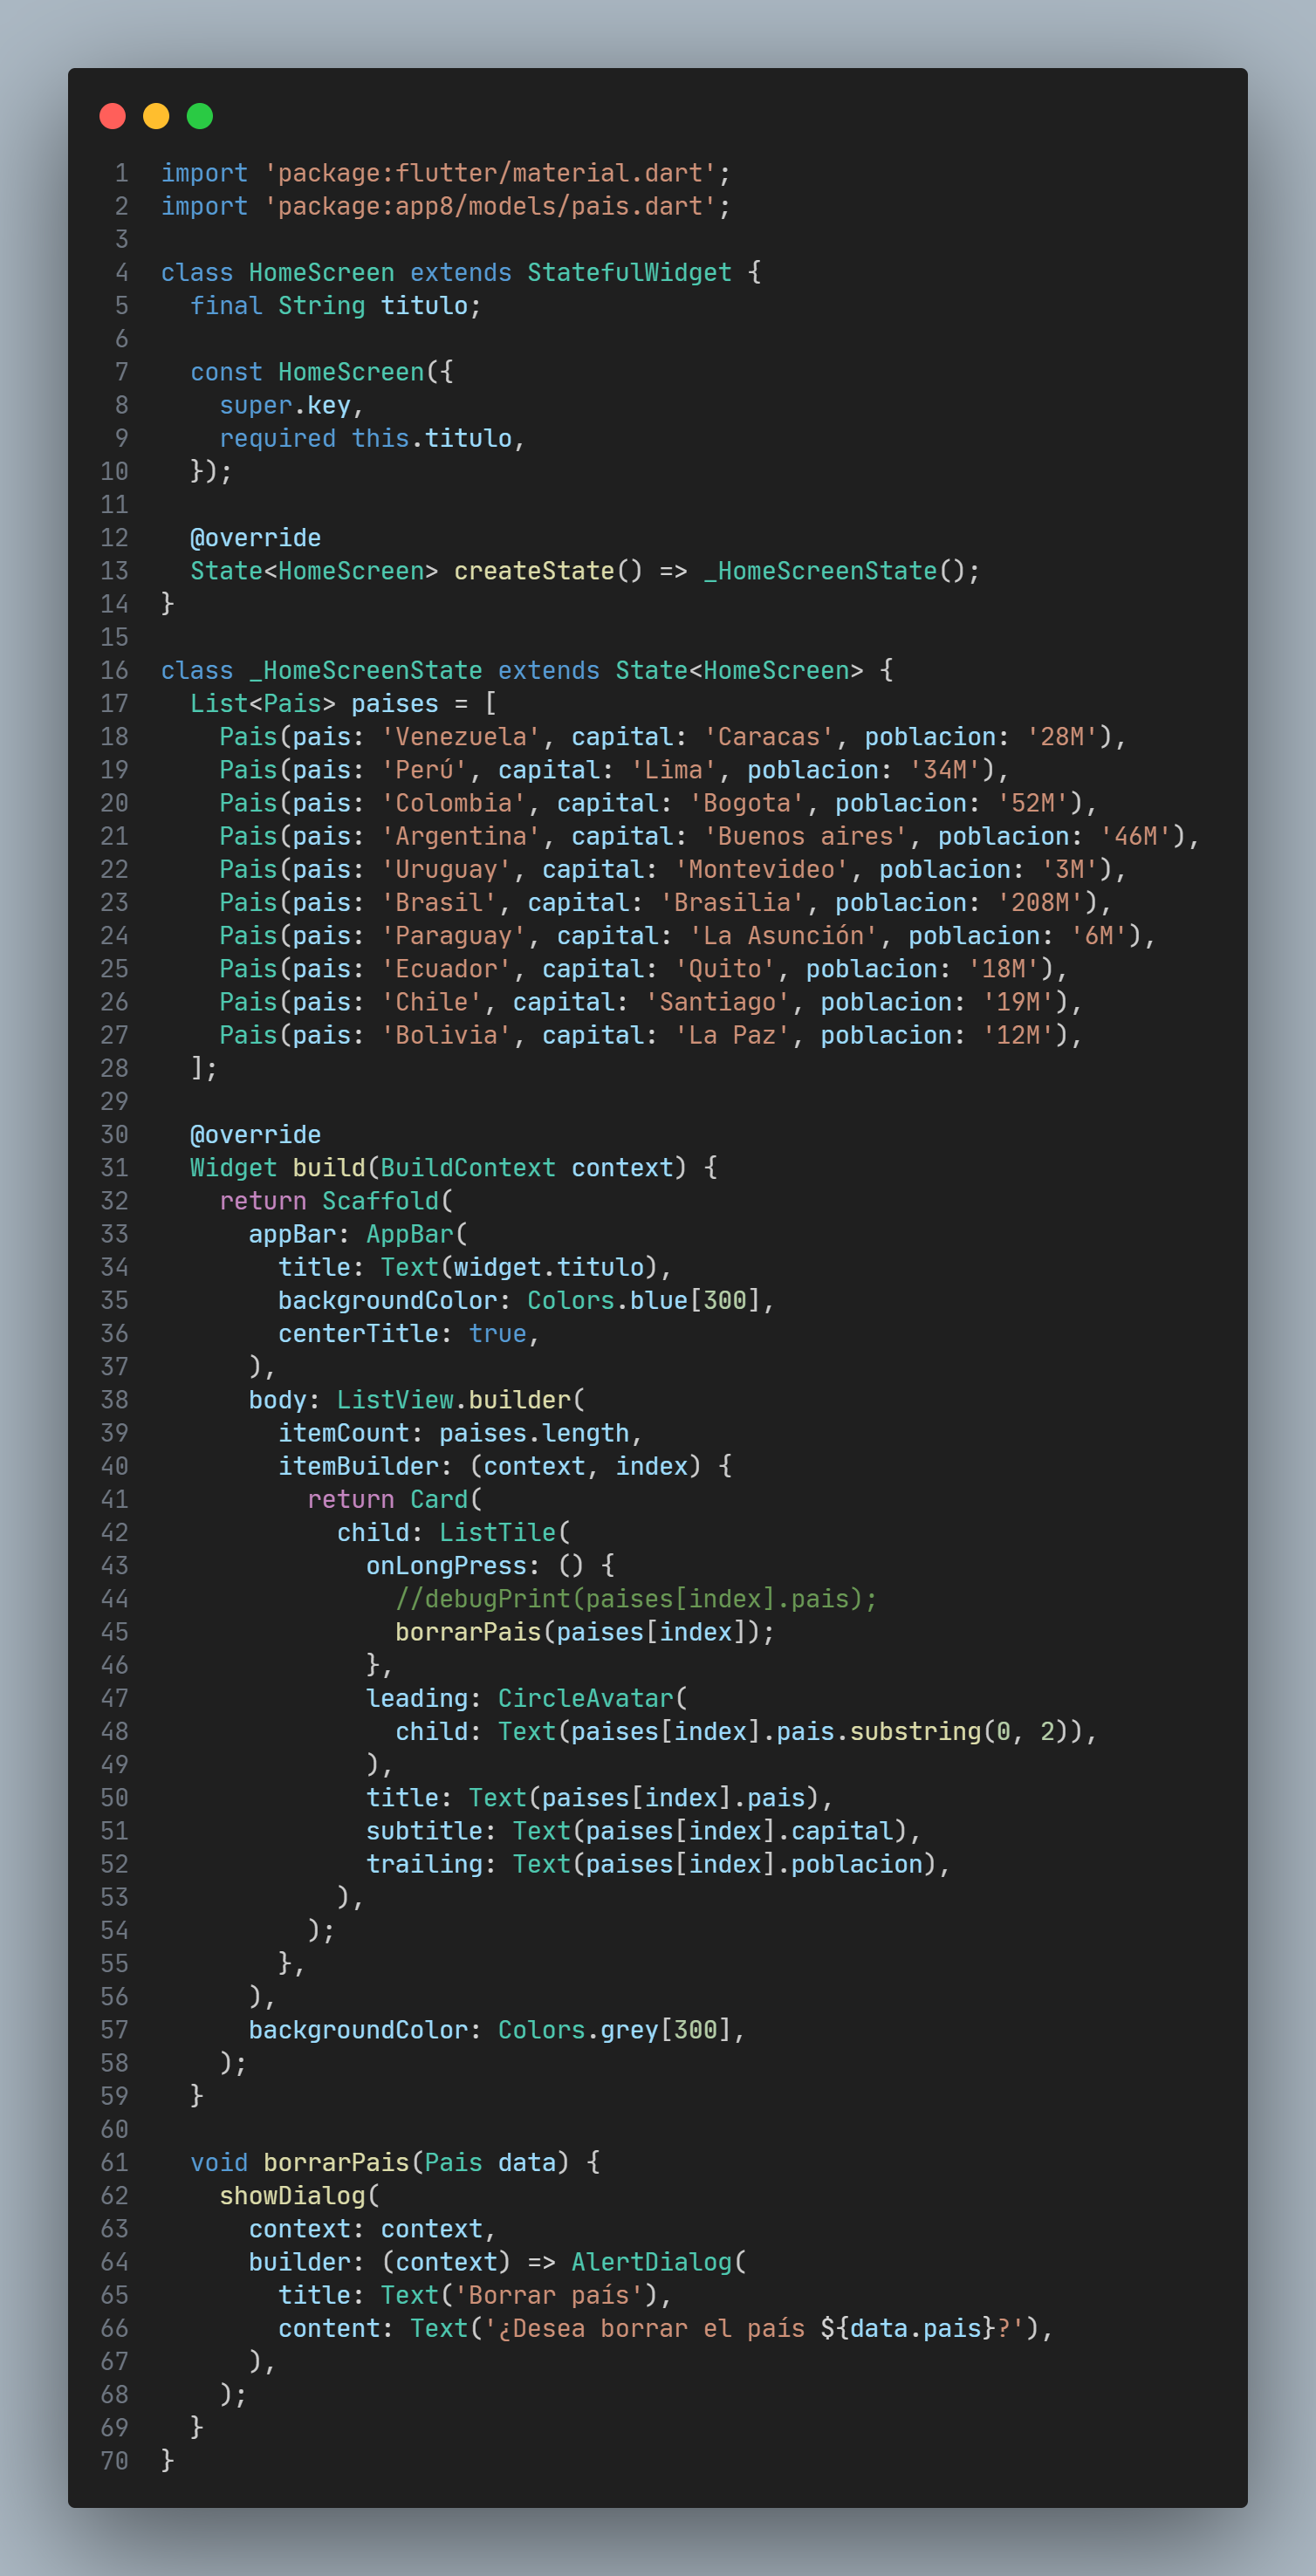 1 import 'package:flutter/material.dart';
2 import 'package:app8/models/pais.dart';
3
4 class HomeScreen extends StatefulWidget {
5   final String titulo;
6
7   const HomeScreen({
8     super.key,
9     required this.titulo,
10   });
11
12   @override
13   State<HomeScreen> createState() => _HomeScreenState();
14 }
15
16 class _HomeScreenState extends State<HomeScreen> {
17   List<Pais> paises = [
18     Pais(pais: 'Venezuela', capital: 'Caracas', poblacion: '28M'),
19     Pais(pais: 'Perú', capital: 'Lima', poblacion: '34M'),
20     Pais(pais: 'Colombia', capital: 'Bogota', poblacion: '52M'),
21     Pais(pais: 'Argentina', capital: 'Buenos aires', poblacion: '46M'),
22     Pais(pais: 'Uruguay', capital: 'Montevideo', poblacion: '3M'),
23     Pais(pais: 'Brasil', capital: 'Brasilia', poblacion: '208M'),
24     Pais(pais: 'Paraguay', capital: 'La Asunción', poblacion: '6M'),
25     Pais(pais: 'Ecuador', capital: 'Quito', poblacion: '18M'),
26     Pais(pais: 'Chile', capital: 'Santiago', poblacion: '19M'),
27     Pais(pais: 'Bolivia', capital: 'La Paz', poblacion: '12M'),
28   ];
29
30   @override
31   Widget build(BuildContext context) {
32     return Scaffold(
33       appBar: AppBar(
34         title: Text(widget.titulo),
35         backgroundColor: Colors.blue[300],
36         centerTitle: true,
37       ),
38       body: ListView.builder(
39         itemCount: paises.length,
40         itemBuilder: (context, index) {
41           return Card(
42             child: ListTile(
43               onLongPress: () {
44                 //debugPrint(paises[index].pais);
45                 borrarPais(paises[index]);
46               },
47               leading: CircleAvatar(
48                 child: Text(paises[index].pais.substring(0, 2)),
49               ),
50               title: Text(paises[index].pais),
51               subtitle: Text(paises[index].capital),
52               trailing: Text(paises[index].poblacion),
53             ),
54           );
55         },
56       ),
57       backgroundColor: Colors.grey[300],
58     );
59   }
60
61   void borrarPais(Pais data) {
62     showDialog(
63       context: context,
64       builder: (context) => AlertDialog(
65         title: Text('Borrar país'),
66         content: Text('¿Desea borrar el país ${data.pais}?'),
67       ),
68     );
69   }
70 }